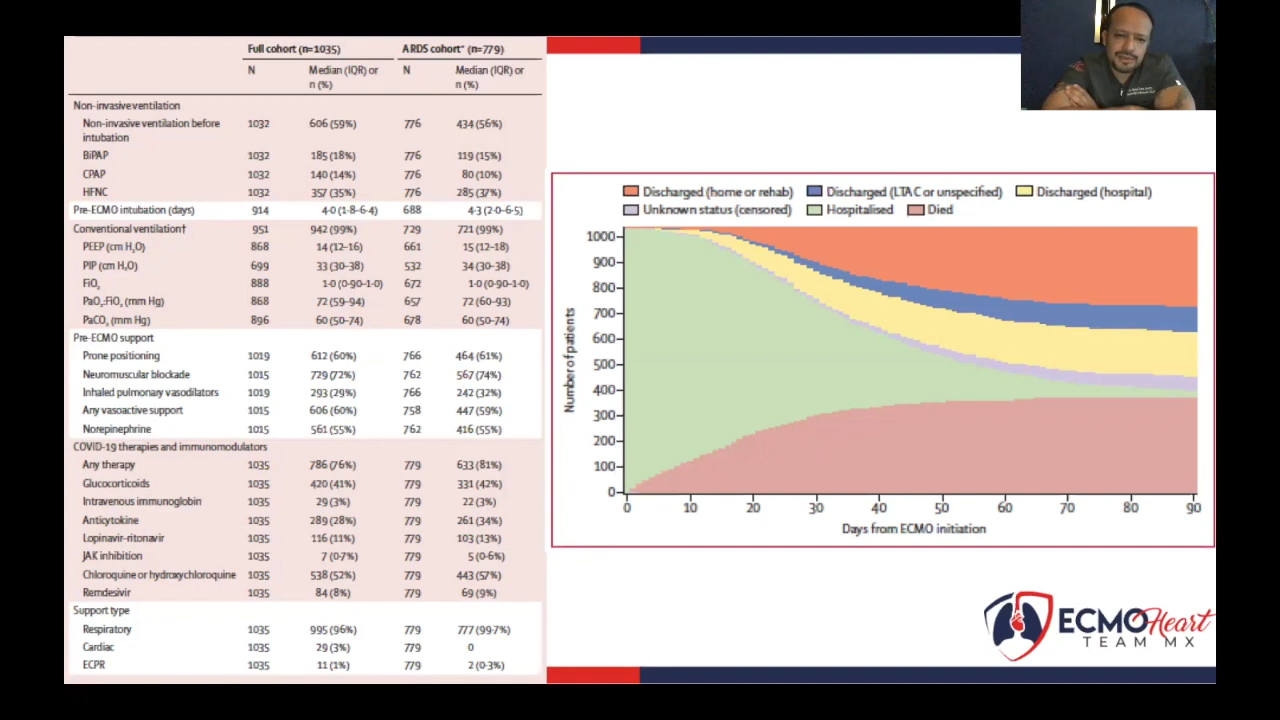 Full cohort (n=1035) ARDS cohort* (n=779)
N Median (IQR) or n (%) N Median (IQR) or n (%)
Non-invasive ventilation
Non-invasive ventilation before intubation 1032 606 (59%) 776 434 (56%)
BiPAP 1032 185 (18%) 776 119 (15%)
CPAP 1032 140 (14%) 776 80 (10%)
HFNC 1032 357 (35%) 776 285 (37%)
Pre-ECMO intubation (days) 914 4·0 (1·8–6·4) 688 4·3 (2·0–6·5)
Conventional ventilation† 951 942 (99%) 729 721 (99%)
PEEP (cm H₂O) 868 14 (12–16) 661 15 (12–18)
PIP (cm H₂O) 699 33 (30–38) 532 34 (30–38)
FiO₂ 888 1·0 (0·90–1·0) 672 1·0 (0·90–1·0)
PaO₂:FiO₂ (mm Hg) 868 72 (59–94) 657 72 (60–93)
PaCO₂ (mm Hg) 896 60 (50–74) 678 60 (50–74)
Pre-ECMO support
Prone positioning 1019 612 (60%) 766 464 (61%)
Neuromuscular blockade 1015 729 (72%) 762 567 (74%)
Inhaled pulmonary vasodilators 1019 293 (29%) 766 242 (32%)
Any vasoactive support 1015 606 (60%) 758 447 (59%)
Norepinephrine 1015 561 (55%) 762 416 (55%)
COVID-19 therapies and immunomodulators
Any therapy 1035 786 (76%) 779 633 (81%)
Glucocorticoids 1035 420 (41%) 779 331 (42%)
Intravenous immunoglobin 1035 29 (3%) 779 22 (3%)
Anticytokine 1035 289 (28%) 779 261 (34%)
Lopinavir-ritonavir 1035 116 (11%) 779 103 (13%)
JAK inhibition 1035 7 (0·7%) 779 5 (0·6%)
Chloroquine or hydroxychloroquine 1035 538 (52%) 779 443 (57%)
Remdesivir 1035 84 (8%) 779 69 (9%)
Support type
Respiratory 1035 995 (96%) 779 777 (99·7%)
Cardiac 1035 29 (3%) 779 0
ECPR 1035 11 (1%) 779 2 (0·3%)
Discharged (home or rehab) Discharged (LTAC or unspecified) Discharged (hospital)
Unknown status (censored) Hospitalised Died
Number of patients
1000
900
800
700
600
500
400
300
200
100
0
0 10 20 30 40 50 60 70 80 90
Days from ECMO initiation
ECMO Heart
TEAM MX